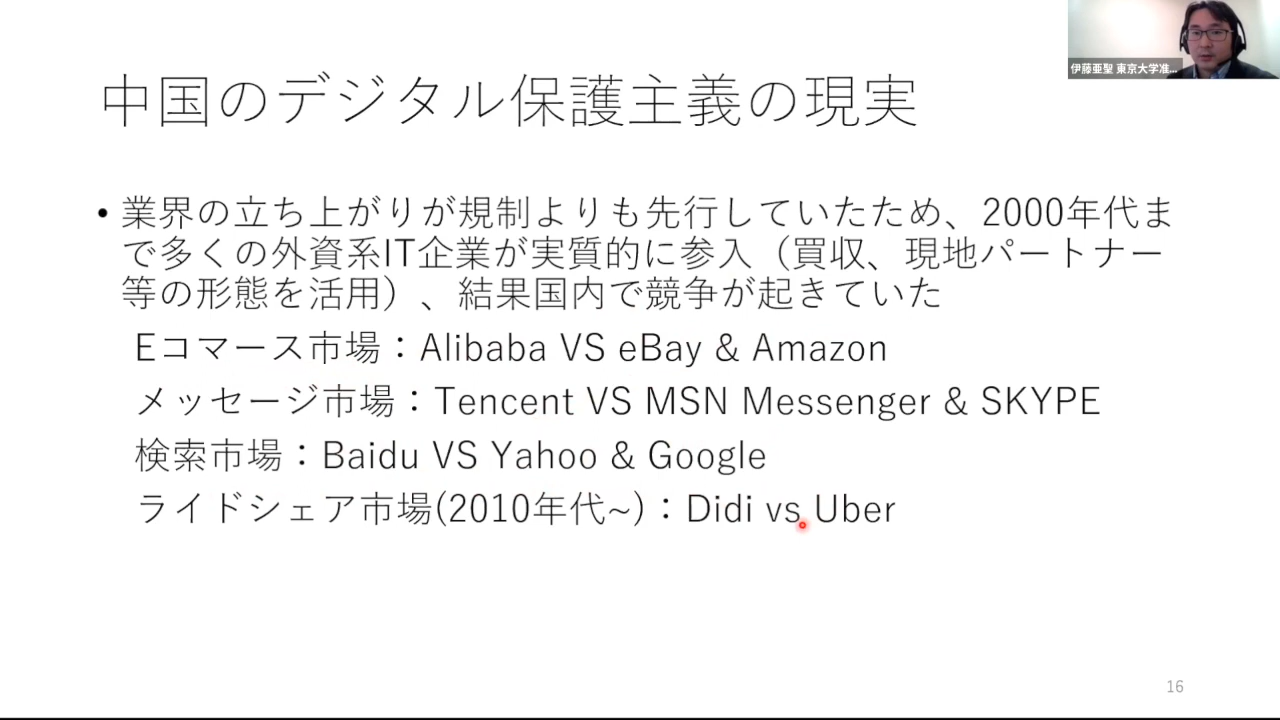 伊藤亜聖 東京大学准...
中国のデジタル保護主義の現実
• 業界の立ち上がりが規制よりも先行していたため、2000年代ま
で多くの外資系IT企業が実質的に参入（買収、現地パートナー
等の形態を活用）、結果国内で競争が起きていた
Eコマース市場：Alibaba VS eBay & Amazon
メッセージ市場：Tencent VS MSN Messenger & SKYPE
検索市場：Baidu VS Yahoo & Google
ライドシェア市場(2010年代~)：Didi vs Uber
16